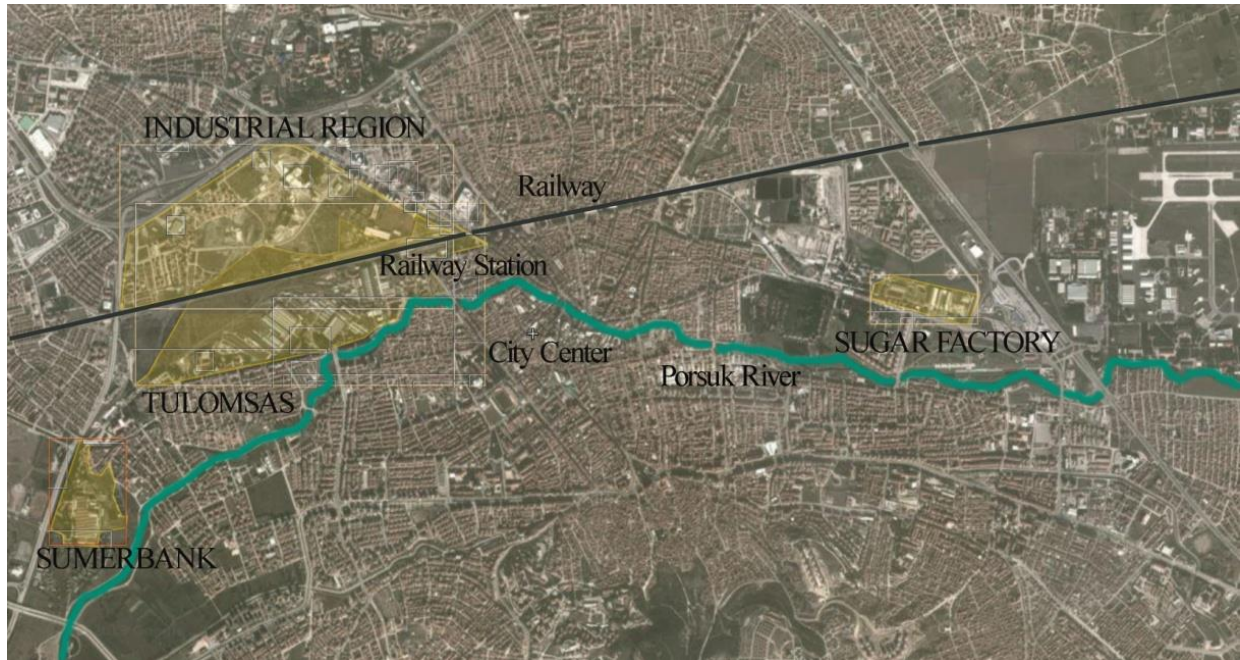 INDUSTRIAL REGION
Railway
Railway Station
City Center
SUGAR FACTORY
Porsuk River
TULOMSAS
SUMERBANK